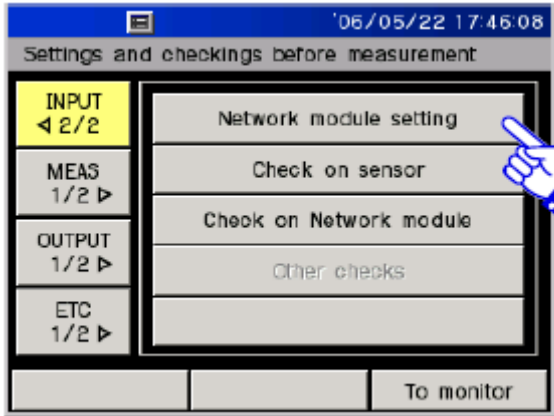 '06/05/22 17:46:08
Settings and checkings before measurement
INPUT
◁ 2/2
Network module setting
MEAS
1/2 ▷
Check on sensor
Check on Network module
OUTPUT
1/2 ▷
Other checks
ETC
1/2 ▷
To monitor